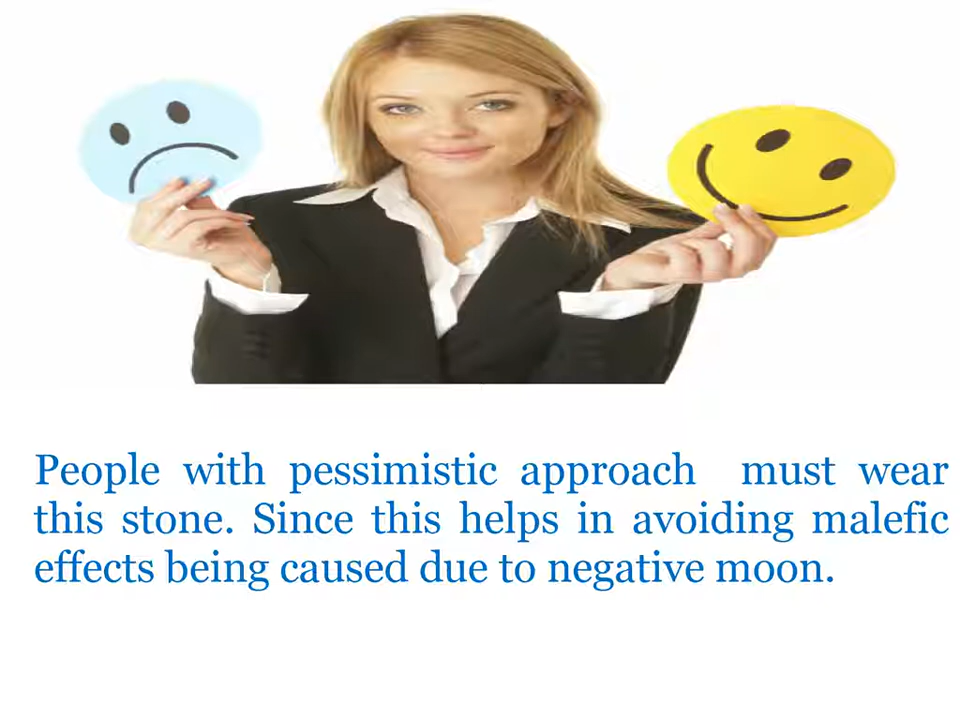 People with pessimistic approach must wear
this stone. Since this helps in avoiding malefic
effects being caused due to negative moon.